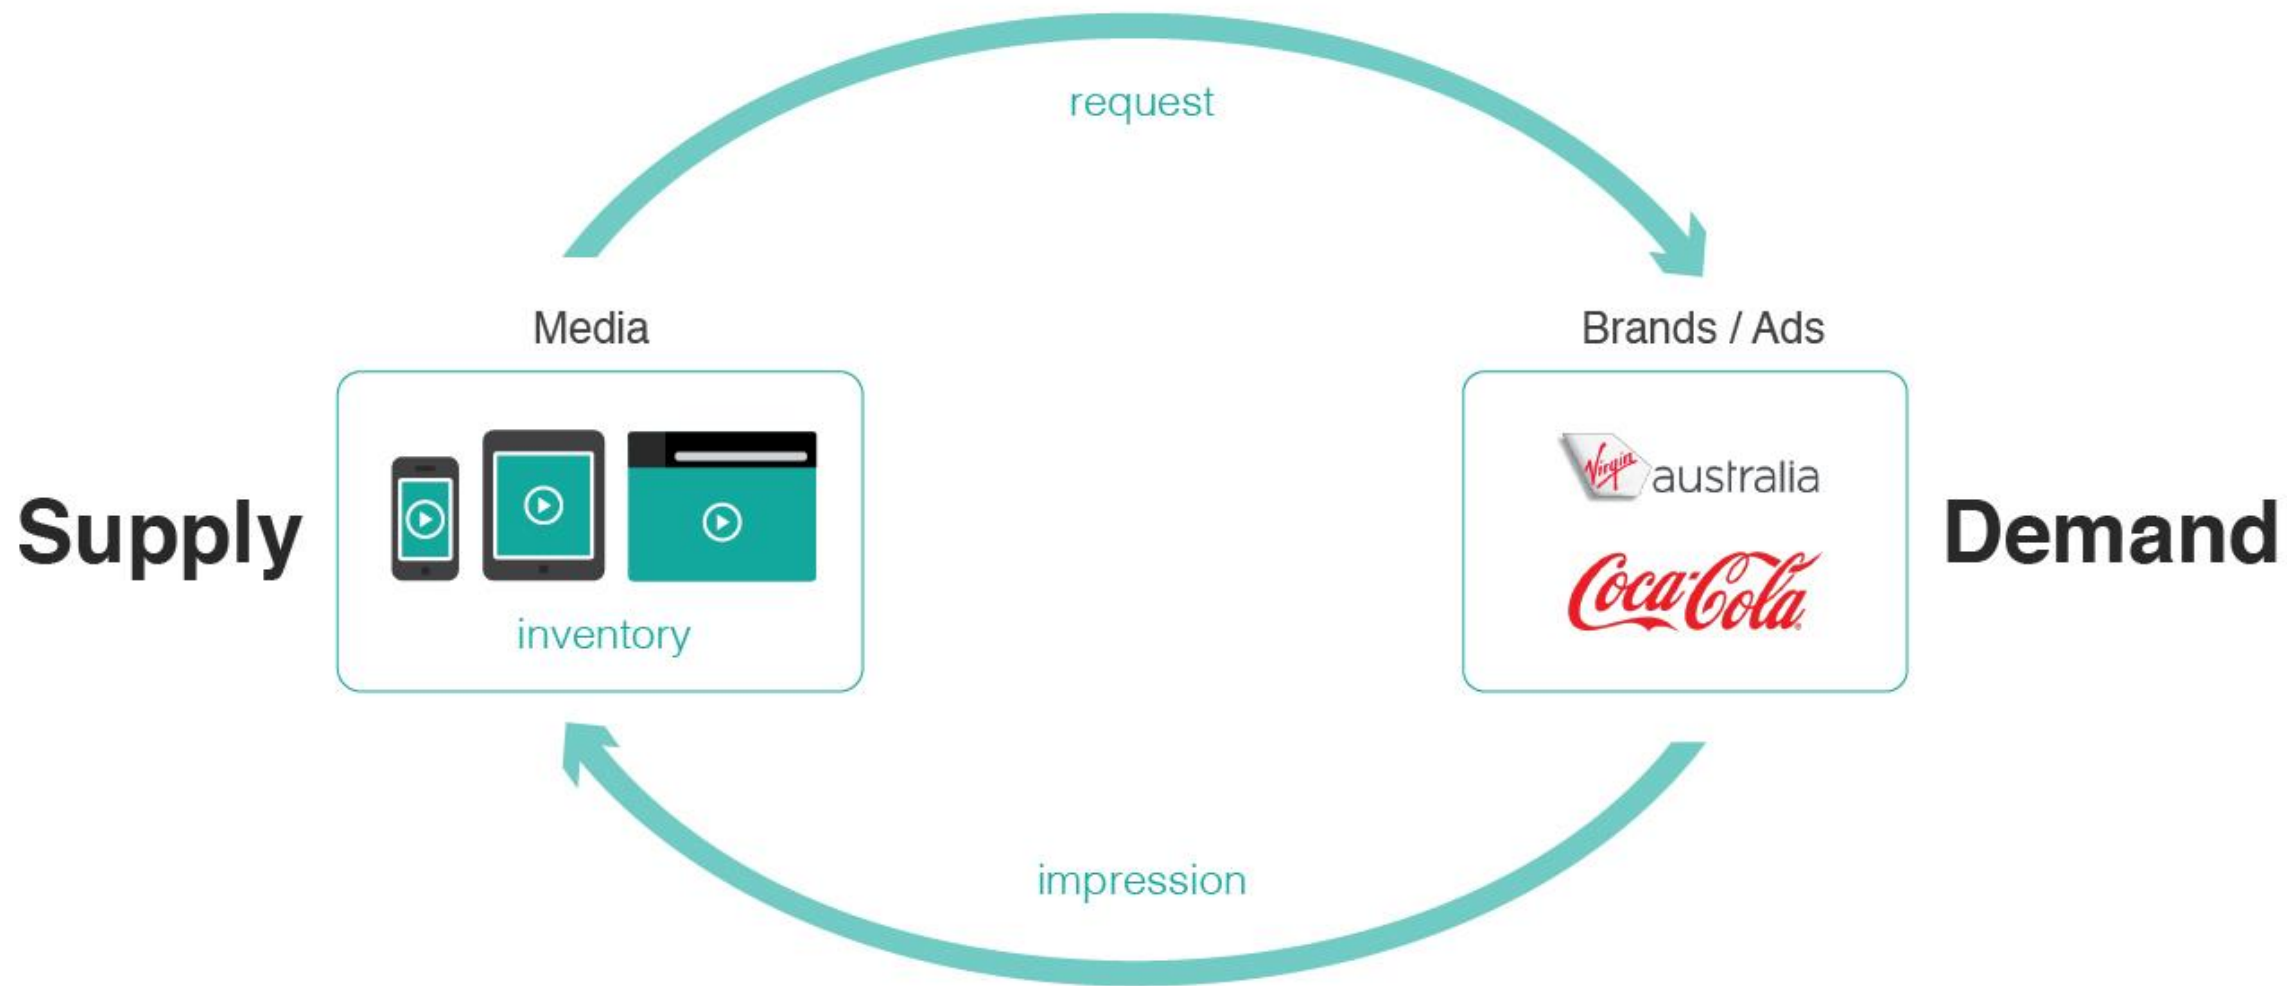 request
Media
Brands / Ads
Supply
inventory
Virgin australia
Coca-Cola
Demand
impression